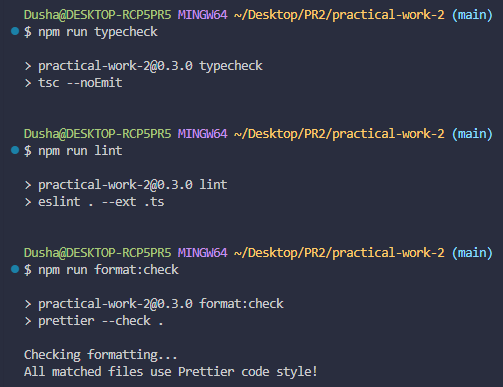 Dusha@DESKTOP-RCP5PR5 MINGW64 ~/Desktop/PR2/practical-work-2 (main)
$ npm run typecheck
> practical-work-2@0.3.0 typecheck
> tsc --noEmit
Dusha@DESKTOP-RCP5PR5 MINGW64 ~/Desktop/PR2/practical-work-2 (main)
$ npm run lint
> practical-work-2@0.3.0 lint
> eslint . --ext .ts
Dusha@DESKTOP-RCP5PR5 MINGW64 ~/Desktop/PR2/practical-work-2 (main)
$ npm run format:check
> practical-work-2@0.3.0 format:check
> prettier --check .
Checking formatting...
All matched files use Prettier code style!